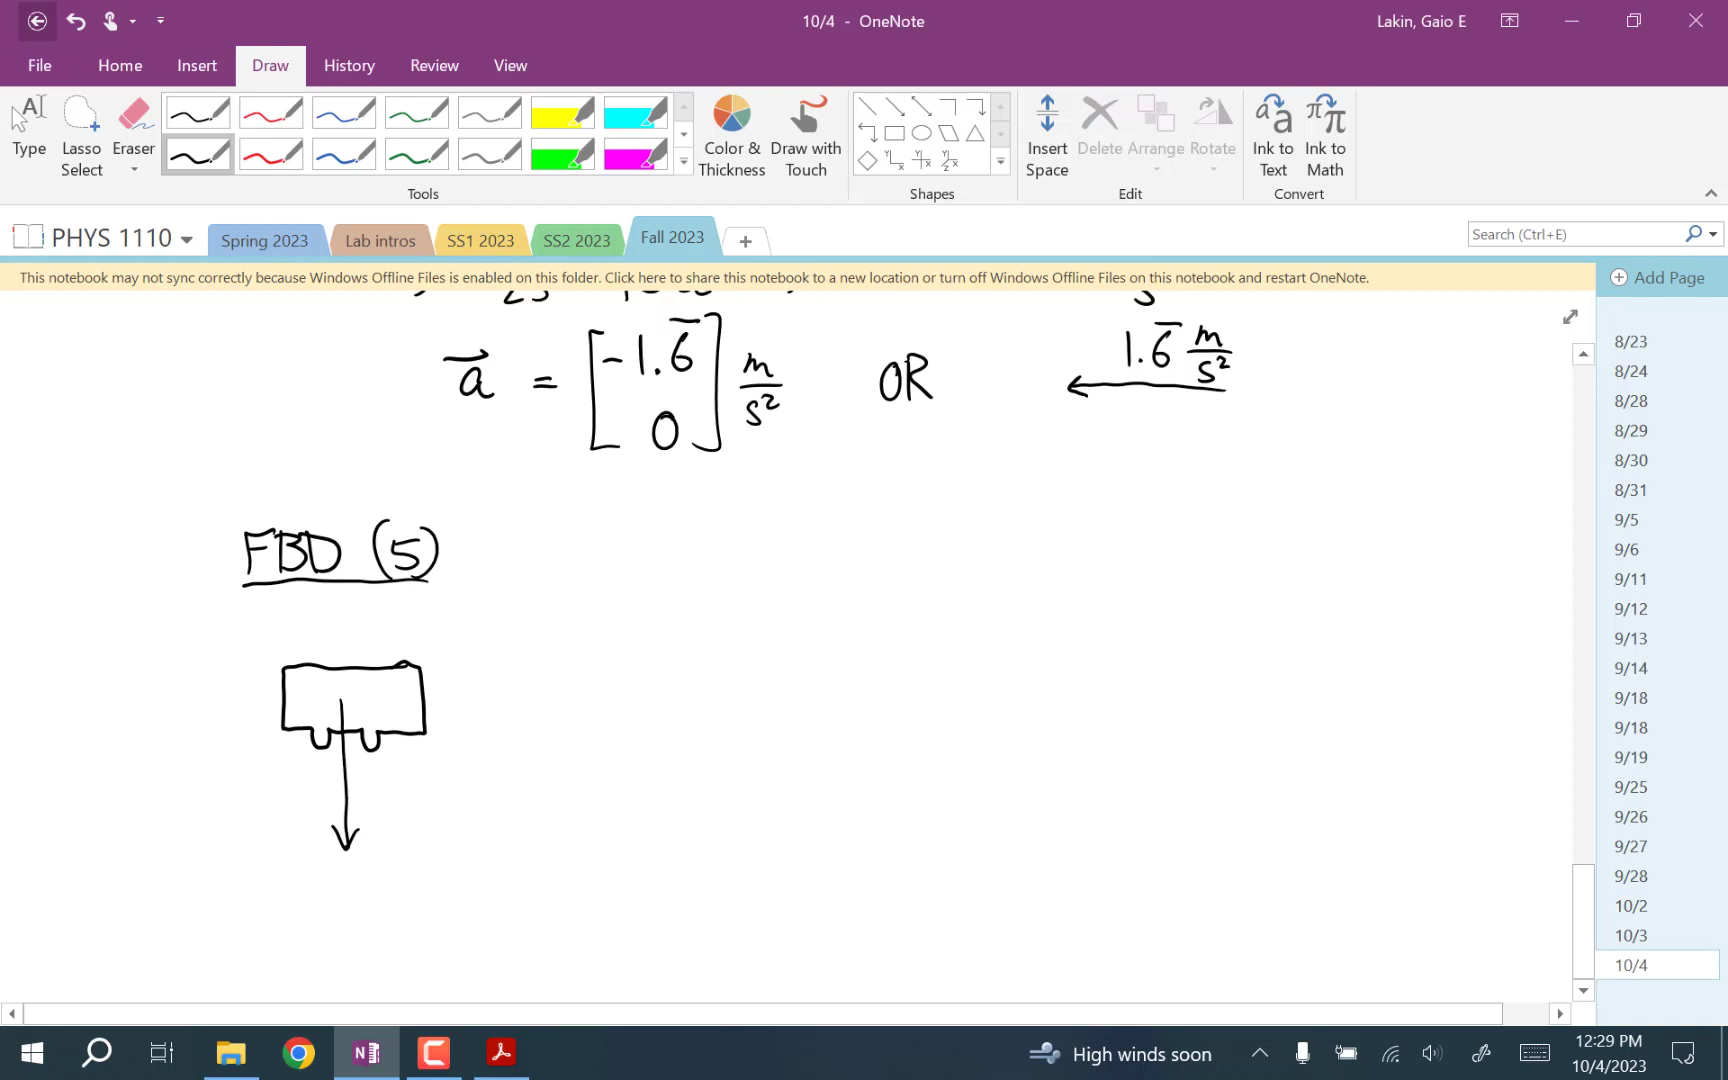 10/4 - OneNote
Lakin, Gaio E
File Home Insert Draw History Review View
Type
Lasso Select
Eraser
Color & Thickness
Draw with Touch
Insert Space
Delete
Arrange
Rotate
Ink to Text
Ink to Math
Tools
Shapes
Edit
Convert
PHYS 1110
Spring 2023
Lab intros
SS1 2023
SS2 2023
Fall 2023
Search (Ctrl+E)
This notebook may not sync correctly because Windows Offline Files is enabled on this folder. Click here to share this notebook to a new location or turn off Windows Offline Files on this notebook and restart OneNote.
Add Page
8/23
8/24
8/28
8/29
8/30
8/31
9/5
9/6
9/11
9/12
9/13
9/14
9/18
9/18
9/19
9/25
9/26
9/27
9/28
10/2
10/3
10/4
a⃗ = [-1.6̅ 0] m/s² OR 1.6̅ m/s²
FBD (5)
High winds soon
12:29 PM
10/4/2023